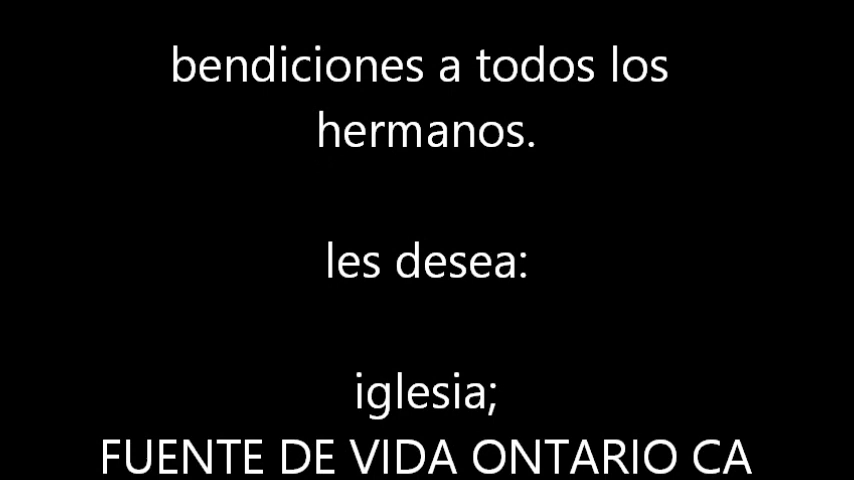 bendiciones a todos los
hermanos.
les desea:
iglesia;
FUENTE DE VIDA ONTARIO CA